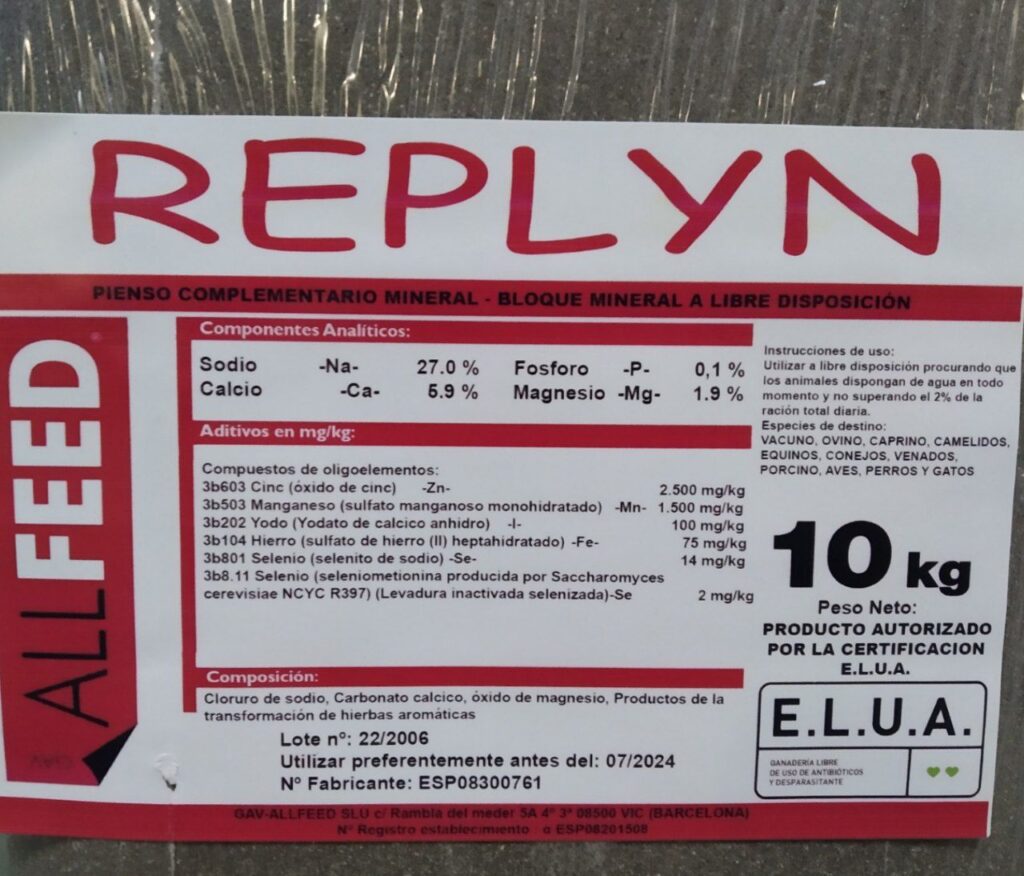 REPLYN
PIENSO COMPLEMENTARIO MINERAL - BLOQUE MINERAL A LIBRE DISPOSICIÓN
ALLFEED
Componentes Analíticos:
Sodio -Na- 27.0 % Fosforo -P- 0,1 %
Calcio -Ca- 5.9 % Magnesio -Mg- 1.9 %
Aditivos en mg/kg:
Compuestos de oligoelementos:
3b603 Cinc (óxido de cinc) -Zn- 2.500 mg/kg
3b503 Manganeso (sulfato manganoso monohidratado) -Mn- 1.500 mg/kg
3b202 Yodo (Yodato de calcico anhidro) -I- 100 mg/kg
3b104 Hierro (sulfato de hierro (II) heptahidratado) -Fe- 75 mg/kg
3b801 Selenio (selenito de sodio) -Se- 14 mg/kg
3b8.11 Selenio (seleniometionina producida por Saccharomyces
cerevisiae NCYC R397) (Levadura inactivada selenizada)-Se 2 mg/kg
Composición:
Cloruro de sodio, Carbonato calcico, óxido de magnesio, Productos de la
transformación de hierbas aromáticas
Lote nº: 22/2006
Utilizar preferentemente antes del: 07/2024
Nº Fabricante: ESP08300761
Instrucciones de uso:
Utilizar a libre disposición procurando que
los animales dispongan de agua en todo
momento y no superando el 2% de la
ración total diaria.
Especies de destino:
VACUNO, OVINO, CAPRINO, CAMELIDOS,
EQUINOS, CONEJOS, VENADOS,
PORCINO, AVES, PERROS Y GATOS
10 kg
Peso Neto:
PRODUCTO AUTORIZADO
POR LA CERTIFICACION
E.L.U.A.
E.L.U.A.
GANADERÍA LIBRE
DE USO DE ANTIBIÓTICOS
Y DESPARASITANTE
GAV-ALLFEED SLU c/ Rambla del meder 5A 4º 3ª 08500 VIC (BARCELONA)
Nº Registro establecimiento α ESP08201508